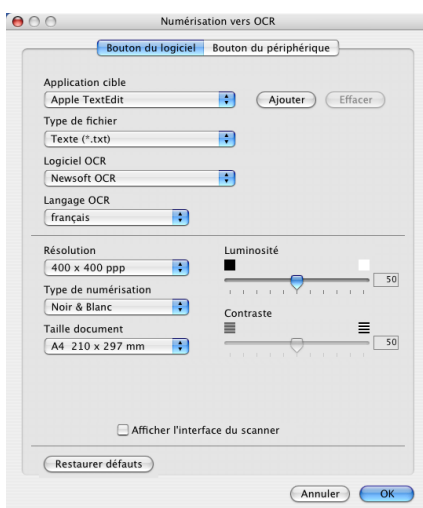 Numérisation vers OCR
Bouton du logiciel Bouton du périphérique
Application cible
Apple TextEdit Ajouter Effacer
Type de fichier
Texte (*.txt)
Logiciel OCR
Newsoft OCR
Langage OCR
français
Résolution Luminosité
400 x 400 ppp
50
Type de numérisation
Noir & Blanc
Contraste
Taille document
A4 210 x 297 mm 50
Afficher l'interface du scanner
Restaurer défauts
Annuler OK